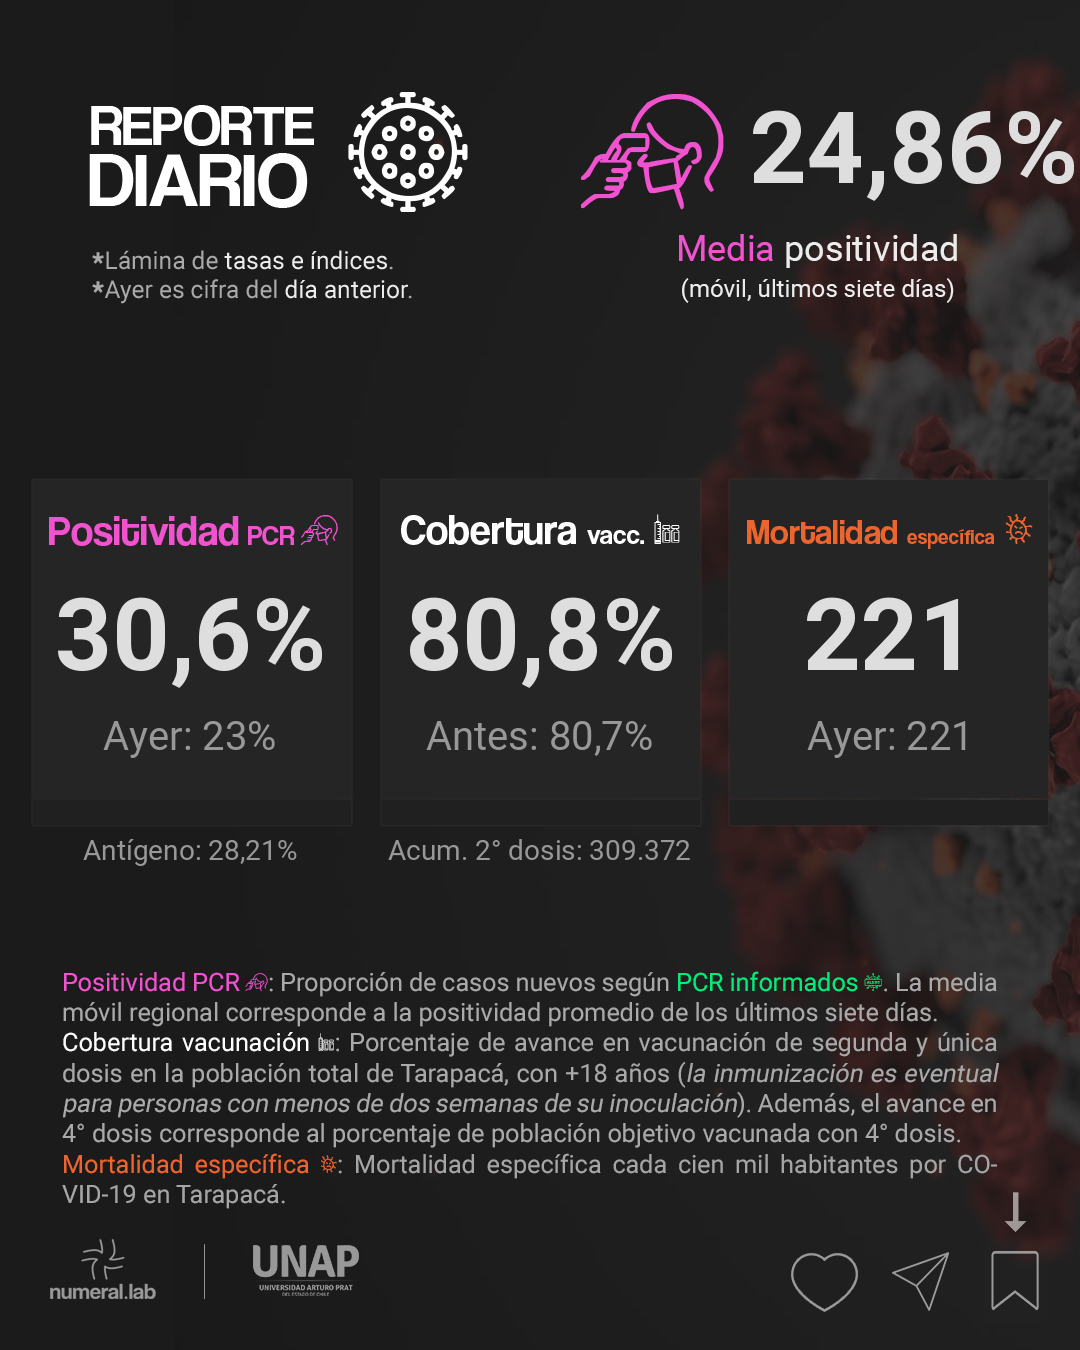 REPORTE
DIARIO
*Lámina de tasas e índices.
*Ayer es cifra del día anterior.
24,86%
Media positividad
(móvil, últimos siete días)
Positividad PCR
30,6%
Ayer: 23%
Antígeno: 28,21%
Cobertura vacc.
80,8%
Antes: 80,7%
Acum. 2° dosis: 309.372
Mortalidad específica
221
Ayer: 221
Positividad PCR : Proporción de casos nuevos según PCR informados . La media
móvil regional corresponde a la positividad promedio de los últimos siete días.
Cobertura vacunación : Porcentaje de avance en vacunación de segunda y única
dosis en la población total de Tarapacá, con +18 años (la inmunización es eventual
para personas con menos de dos semanas de su inoculación). Además, el avance en
4° dosis corresponde al porcentaje de población objetivo vacunada con 4° dosis.
Mortalidad específica : Mortalidad específica cada cien mil habitantes por CO-
VID-19 en Tarapacá.
numeral.lab
UNAP
UNIVERSIDAD ARTURO PRAT
DEL ESTADO DE CHILE